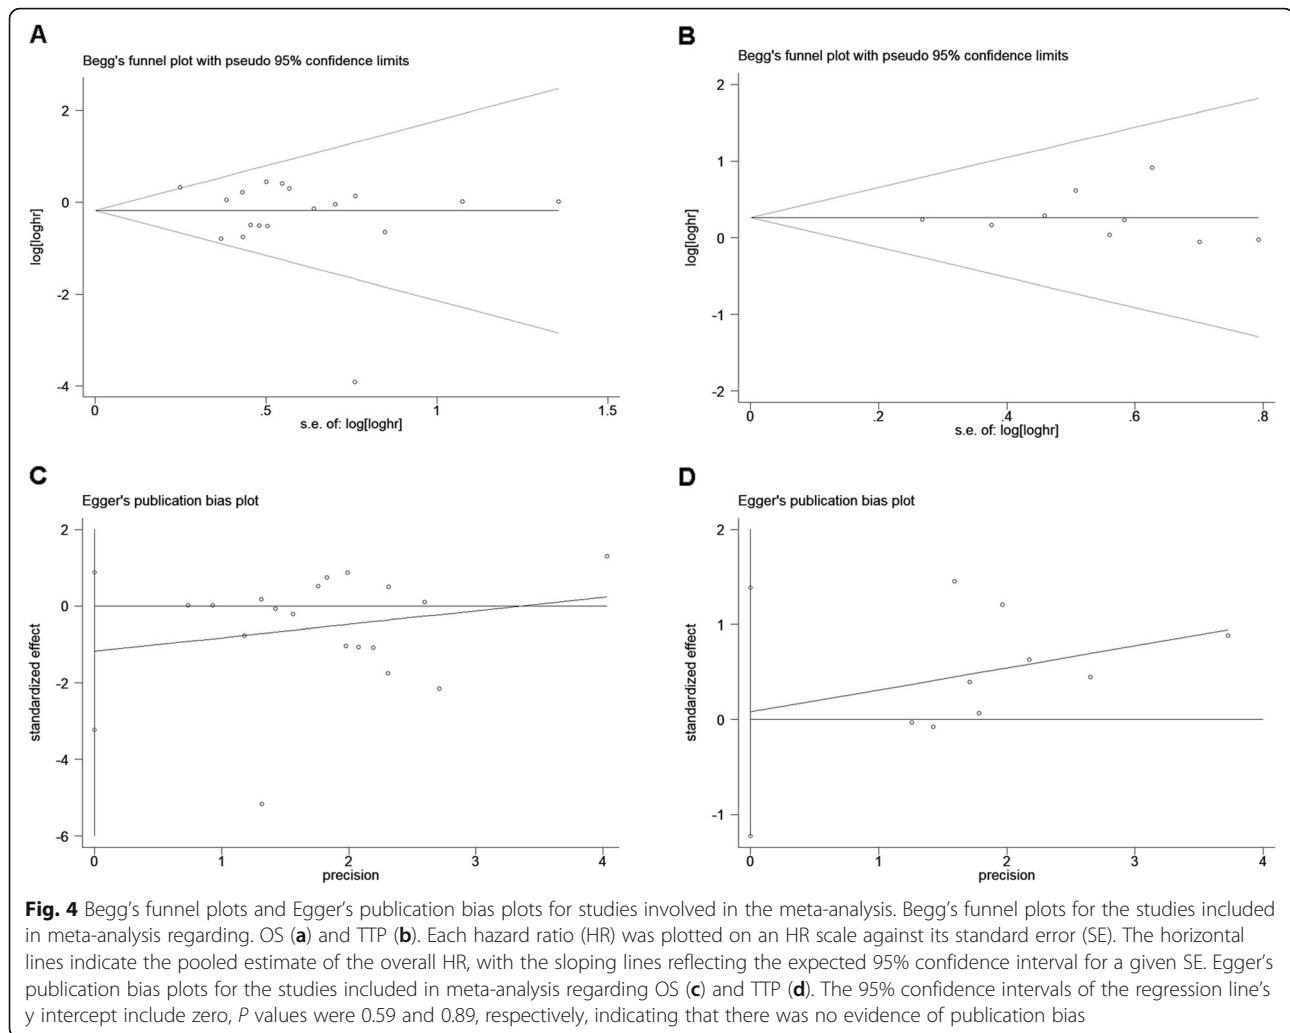 A
Begg's funnel plot with pseudo 95% confidence limits
2
0
-2
-4
log[loghr]
0
.5
1
1.5
s.e. of: log[loghr]
B
Begg's funnel plot with pseudo 95% confidence limits
2
1
0
-1
-2
log[loghr]
0
.2
.4
.6
.8
s.e. of: log[loghr]
C
Egger's publication bias plot
2
0
-2
-4
-6
standardized effect
0
1
2
3
4
precision
D
Egger's publication bias plot
2
1
0
-1
standardized effect
0
1
2
3
4
precision
Fig. 4 Begg's funnel plots and Egger's publication bias plots for studies involved in the meta-analysis. Begg's funnel plots for the studies included
in meta-analysis regarding. OS (a) and TTP (b). Each hazard ratio (HR) was plotted on an HR scale against its standard error (SE). The horizontal
lines indicate the pooled estimate of the overall HR, with the sloping lines reflecting the expected 95% confidence interval for a given SE. Egger's
publication bias plots for the studies included in meta-analysis regarding OS (c) and TTP (d). The 95% confidence intervals of the regression line's
y intercept include zero, P values were 0.59 and 0.89, respectively, indicating that there was no evidence of publication bias